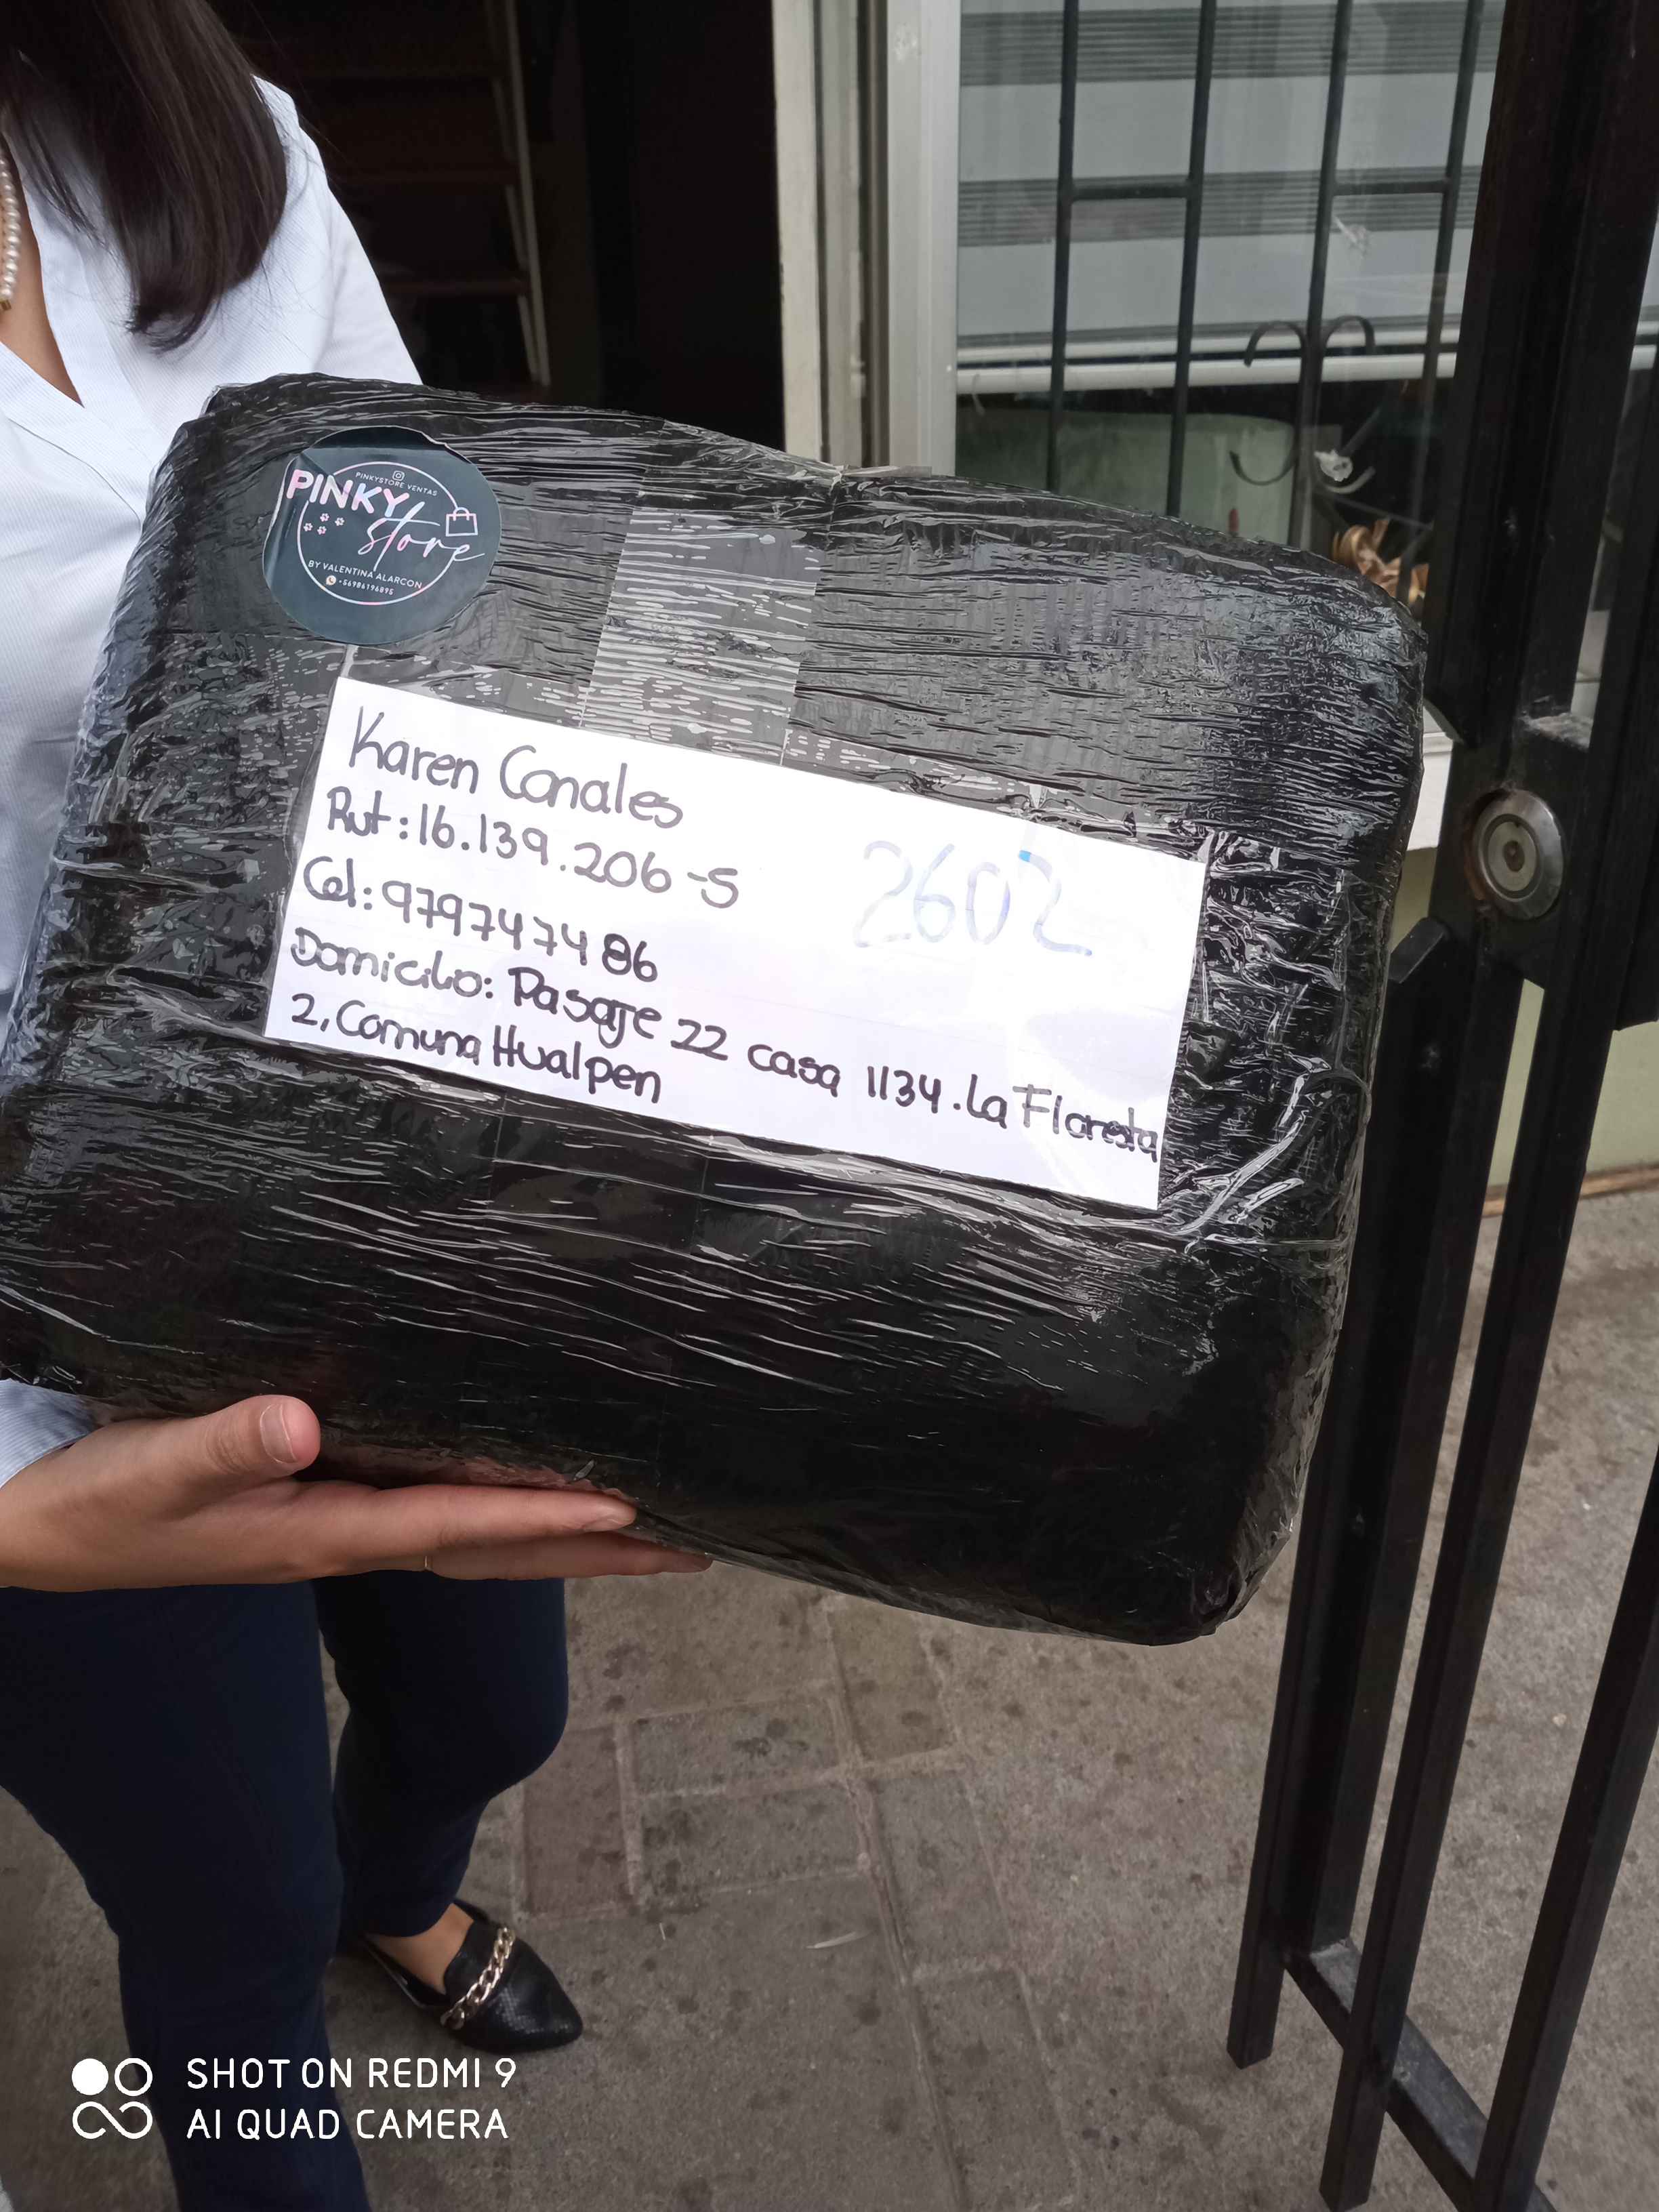 PINKYSTORE VENTAS
PINKY
store
BY VALENTINA ALARCON
+56986196895
Karen Canales
Rut: 16.139.206-5
2602
Cel: 979747486
Domicilio: Pasaje 22 casa 1134. La Floresta
2, Comuna Hualpen
SHOT ON REDMI 9
AI QUAD CAMERA